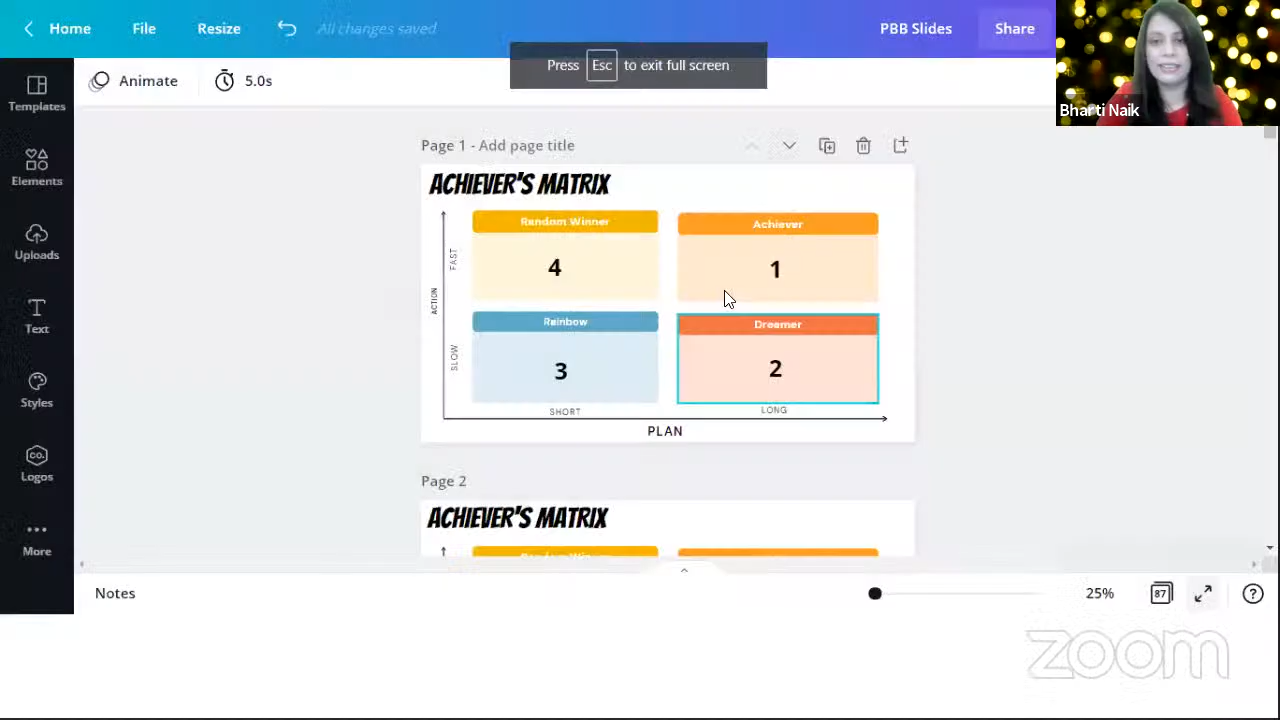 Home
File
Resize
All changes saved
PBB Slides
Share
Press Esc to exit full screen
Bharti Naik
Animate
5.0s
Templates
Elements
Uploads
Text
Styles
CO.
Logos
More
Page 1 - Add page title
ACHIEVER'S MATRIX
Random Winner
Achiever
FAST
4
1
ACTION
Rainbow
Dreamer
SLOW
3
2
SHORT
LONG
PLAN
Page 2
ACHIEVER'S MATRIX
Random Winner
Notes
25%
87
?
zoom